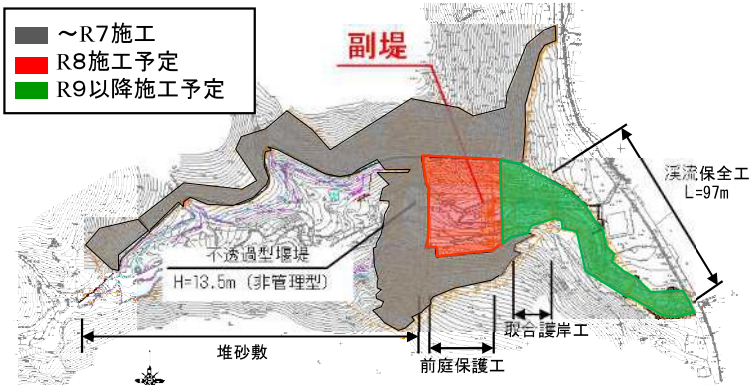 ～R7施工
R8施工予定
R9以降施工予定
副堤
渓流保全工
L=97m
不透過型堰堤
H=13.5m（非管理型）
取合護岸工
堆砂敷
前庭保護工